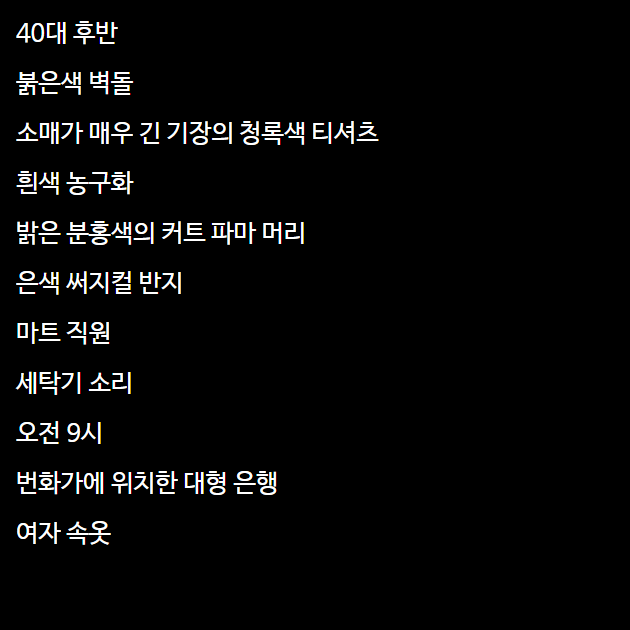 40대 후반
붉은색 벽돌
소매가 매우 긴 기장의 청록색 티셔츠
흰색 농구화
밝은 분홍색의 커트 파마 머리
은색 써지컬 반지
마트 직원
세탁기 소리
오전 9시
번화가에 위치한 대형 은행
여자 속옷